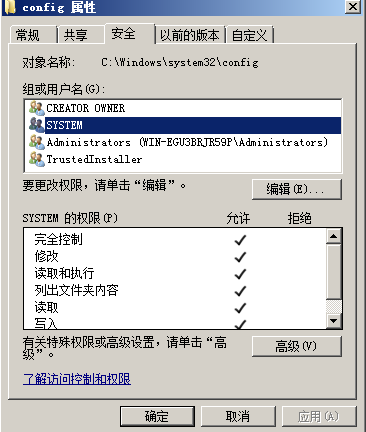 config 属性
常规 共享 安全 以前的版本 自定义
对象名称: C:\Windows\system32\config
组或用户名(G):
CREATOR OWNER
SYSTEM
Administrators (WIN-EGU3BRJR59P\Administrators)
TrustedInstaller
要更改权限，请单击“编辑”。 编辑(E)...
SYSTEM 的权限(P) 允许 拒绝
完全控制
修改
读取和执行
列出文件夹内容
读取
写入
有关特殊权限或高级设置，请单击“高
级”。 高级(V)
了解访问控制和权限
确定 取消 应用(A)